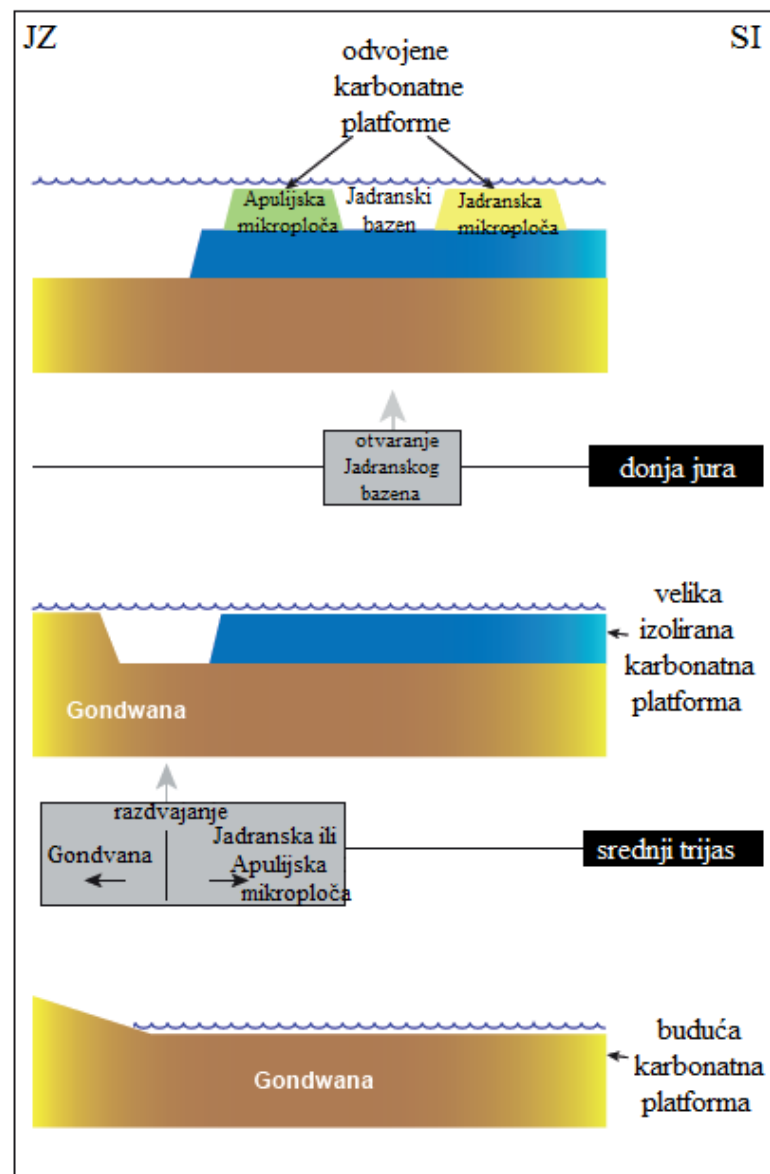 JZ
SI
odvojene
karbonatne
platforme
Apulijska
mikroploča
Jadranski
bazen
Jadranska
mikroploča
otvaranje
Jadranskog
bazena
donja jura
velika
izolirana
karbonatna
platforma
Gondwana
razdvajanje
Gondvana
Jadranska ili
Apulijska
mikroploča
srednji trijas
buduća
karbonatna
platforma
Gondwana